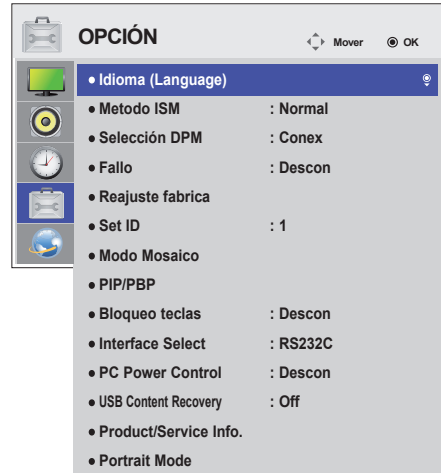 OPCIÓN Mover OK
● Idioma (Language)
● Metodo ISM : Normal
● Selección DPM : Conex
● Fallo : Descon
● Reajuste fabrica
● Set ID : 1
● Modo Mosaico
● PIP/PBP
● Bloqueo teclas : Descon
● Interface Select : RS232C
● PC Power Control : Descon
● USB Content Recovery : Off
● Product/Service Info.
● Portrait Mode